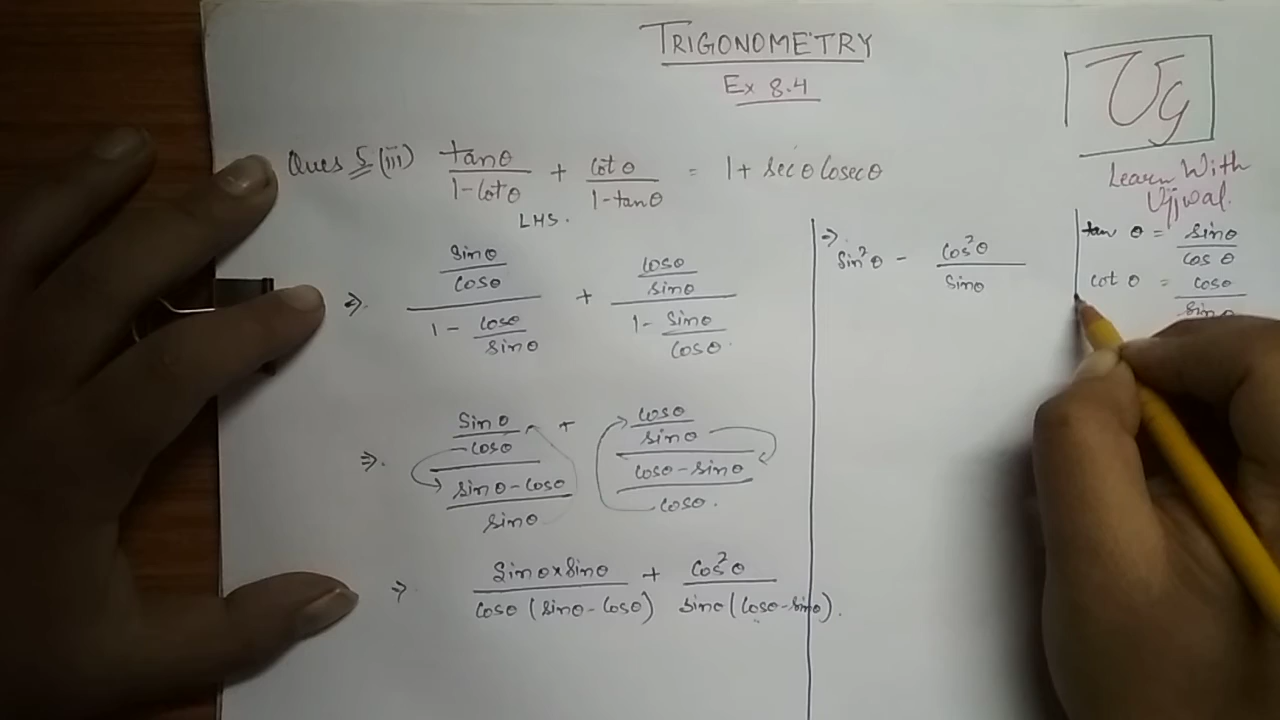 TRIGONOMETRY
Ex 8.4
Ug
Learn With
Ujjwal.
Ques 5 (iii) tanθ/1-cotθ + cotθ/1-tanθ = 1 + secθ cosecθ
LHS.
⇒. sinθ/cosθ / 1 - cosθ/sinθ + cosθ/sinθ / 1 - sinθ/cosθ.
⇒. sinθ/cosθ / sinθ-cosθ/sinθ + cosθ/sinθ / cosθ-sinθ/cosθ.
⇒ sinθ×sinθ/cosθ(sinθ-cosθ) + cos²θ/sinθ(cosθ-sinθ).
⇒ sin²θ - cos²θ/sinθ
tan θ = sinθ/cos θ
cot θ = cosθ/sinθ